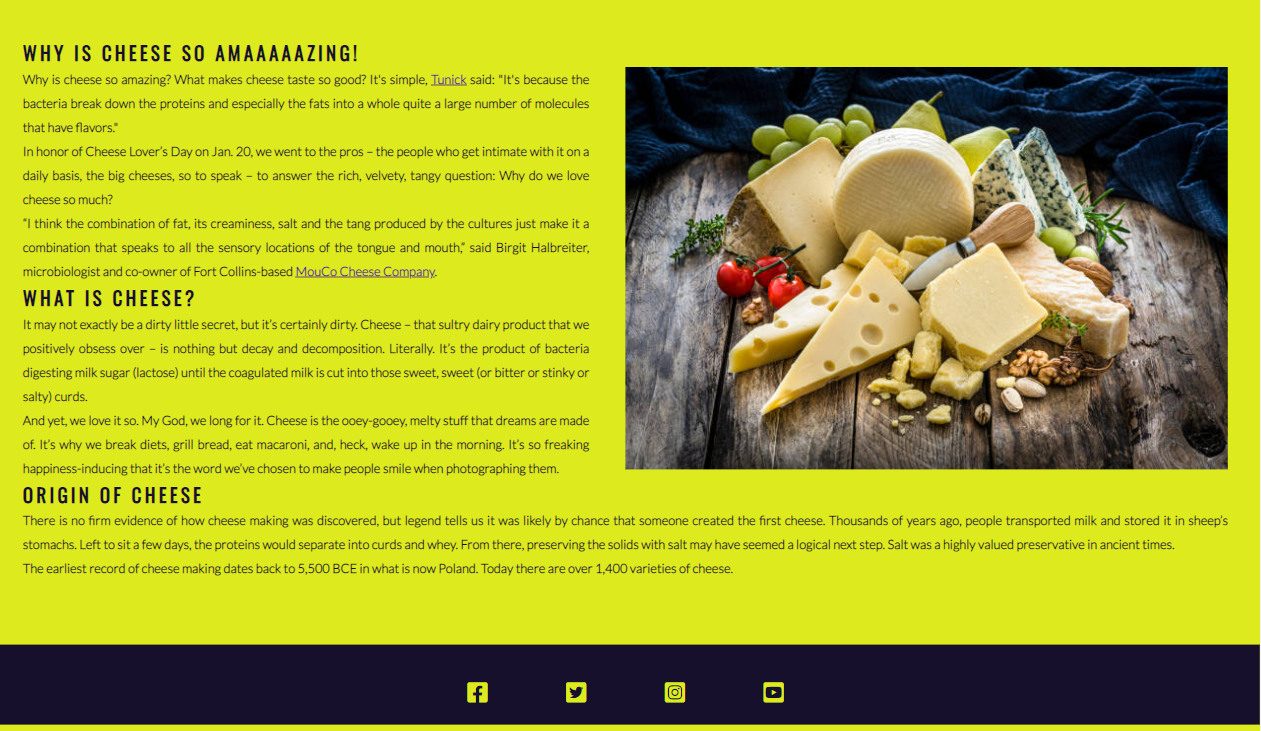 WHY IS CHEESE SO AMAAAAAZING!
Why is cheese so amazing? What makes cheese taste so good? It's simple, Tunick said: "It's because the
bacteria break down the proteins and especially the fats into a whole quite a large number of molecules
that have flavors."
In honor of Cheese Lover's Day on Jan. 20, we went to the pros – the people who get intimate with it on a
daily basis, the big cheeses, so to speak – to answer the rich, velvety, tangy question: Why do we love
cheese so much?
“I think the combination of fat, its creaminess, salt and the tang produced by the cultures just make it a
combination that speaks to all the sensory locations of the tongue and mouth,” said Birgit Halbreiter,
microbiologist and co-owner of Fort Collins-based MouCo Cheese Company.
WHAT IS CHEESE?
It may not exactly be a dirty little secret, but it’s certainly dirty. Cheese – that sultry dairy product that we
positively obsess over – is nothing but decay and decomposition. Literally. It’s the product of bacteria
digesting milk sugar (lactose) until the coagulated milk is cut into those sweet, sweet (or bitter or stinky or
salty) curds.
And yet, we love it so. My God, we long for it. Cheese is the ooey-gooey, melty stuff that dreams are made
of. It’s why we break diets, grill bread, eat macaroni, and, heck, wake up in the morning. It’s so freaking
happiness-inducing that it’s the word we’ve chosen to make people smile when photographing them.
ORIGIN OF CHEESE
There is no firm evidence of how cheese making was discovered, but legend tells us it was likely by chance that someone created the first cheese. Thousands of years ago, people transported milk and stored it in sheep’s
stomachs. Left to sit a few days, the proteins would separate into curds and whey. From there, preserving the solids with salt may have seemed a logical next step. Salt was a highly valued preservative in ancient times.
The earliest record of cheese making dates back to 5,500 BCE in what is now Poland. Today there are over 1,400 varieties of cheese.